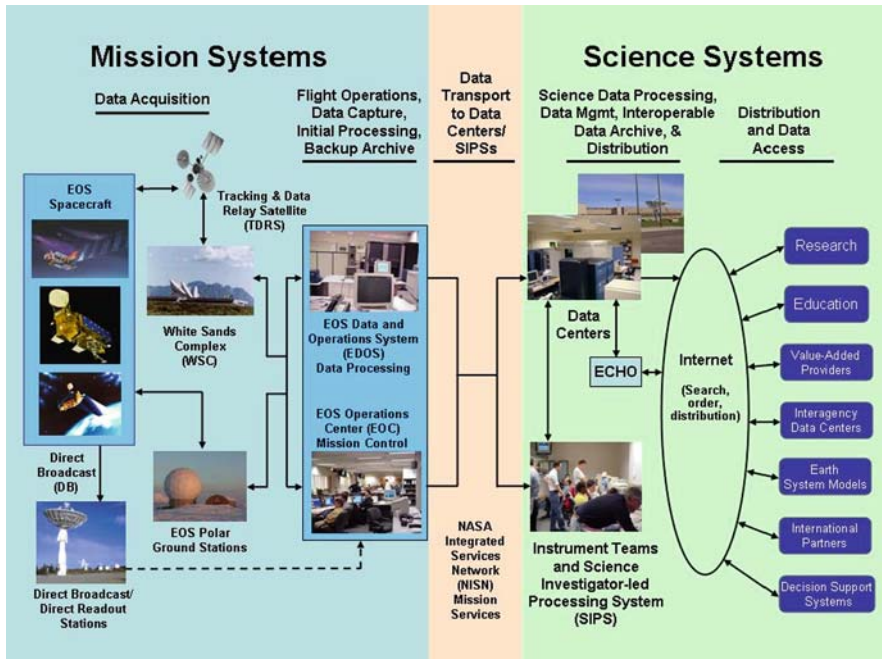 Mission Systems
Science Systems
Data Acquisition
Flight Operations,
Data Capture,
Initial Processing,
Backup Archive
Data
Transport
to Data
Centers/
SIPSs
Science Data Processing,
Data Mgmt, Interoperable
Data Archive, &
Distribution
Distribution
and Data
Access
EOS
Spacecraft
Tracking & Data
Relay Satellite
(TDRS)
White Sands
Complex
(WSC)
EOS Data and
Operations System
(EDOS)
Data Processing
EOS Operations
Center (EOC)
Mission Control
Direct
Broadcast
(DB)
EOS Polar
Ground Stations
Direct Broadcast/
Direct Readout
Stations
NASA
Integrated
Services
Network
(NISN)
Mission
Services
Data
Centers
ECHO
Internet
(Search,
order,
distribution)
Instrument Teams
and Science
Investigator-led
Processing System
(SIPS)
Research
Education
Value-Added
Providers
Interagency
Data Centers
Earth
System Models
International
Partners
Decision Support
Systems